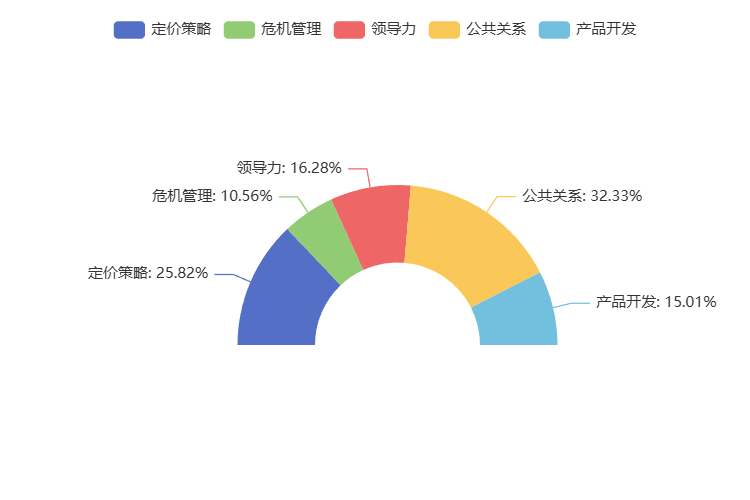 定价策略 危机管理 领导力 公共关系 产品开发
领导力: 16.28%
危机管理: 10.56%
公共关系: 32.33%
定价策略: 25.82%
产品开发: 15.01%